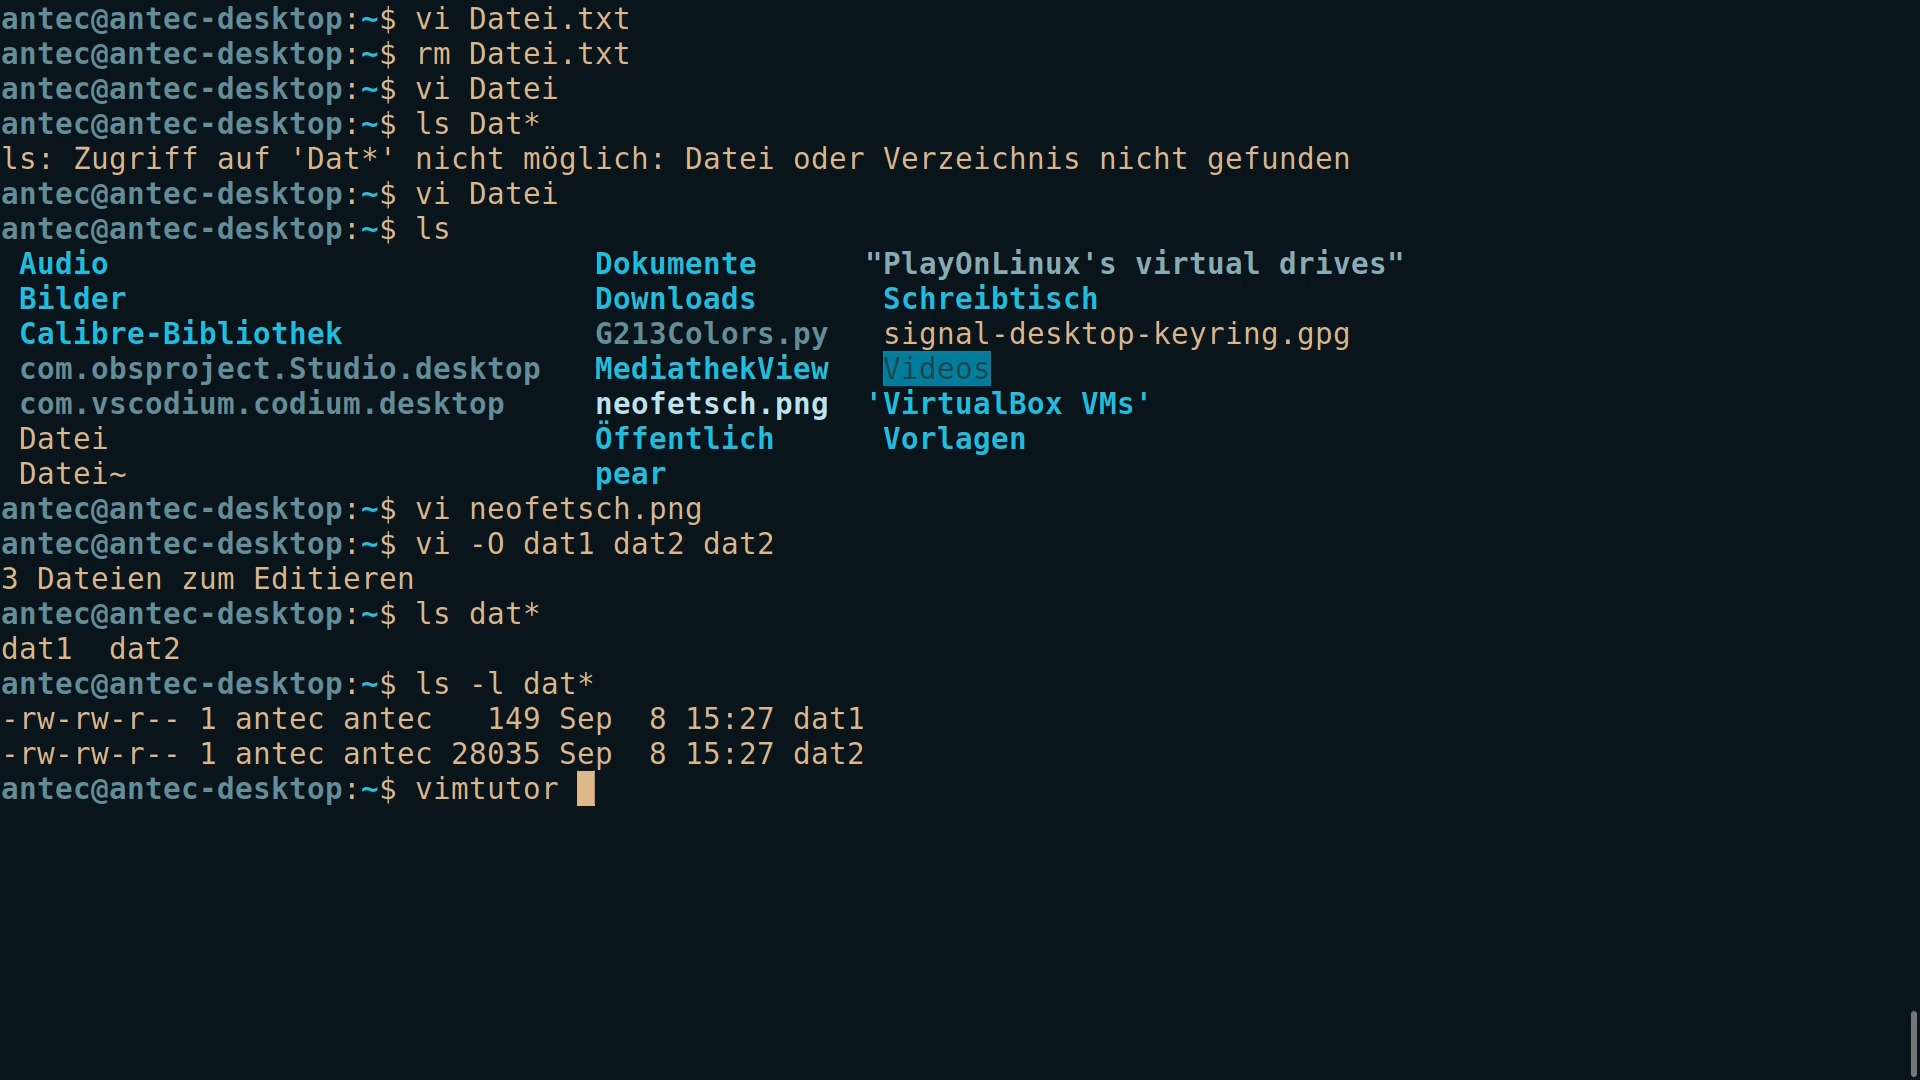 antec@antec-desktop:~$ vi Datei.txt
antec@antec-desktop:~$ rm Datei.txt
antec@antec-desktop:~$ vi Datei
antec@antec-desktop:~$ ls Dat*
ls: Zugriff auf 'Dat*' nicht möglich: Datei oder Verzeichnis nicht gefunden
antec@antec-desktop:~$ vi Datei
antec@antec-desktop:~$ ls
 Audio                           Dokumente      "PlayOnLinux's virtual drives"
 Bilder                          Downloads       Schreibtisch
 Calibre-Bibliothek              G213Colors.py   signal-desktop-keyring.gpg
 com.obsproject.Studio.desktop   MediathekView   Videos
 com.vscodium.codium.desktop     neofetsch.png  'VirtualBox VMs'
 Datei                           Öffentlich      Vorlagen
 Datei~                          pear
antec@antec-desktop:~$ vi neofetsch.png
antec@antec-desktop:~$ vi -O dat1 dat2 dat2
3 Dateien zum Editieren
antec@antec-desktop:~$ ls dat*
dat1  dat2
antec@antec-desktop:~$ ls -l dat*
-rw-rw-r-- 1 antec antec   149 Sep  8 15:27 dat1
-rw-rw-r-- 1 antec antec 28035 Sep  8 15:27 dat2
antec@antec-desktop:~$ vimtutor